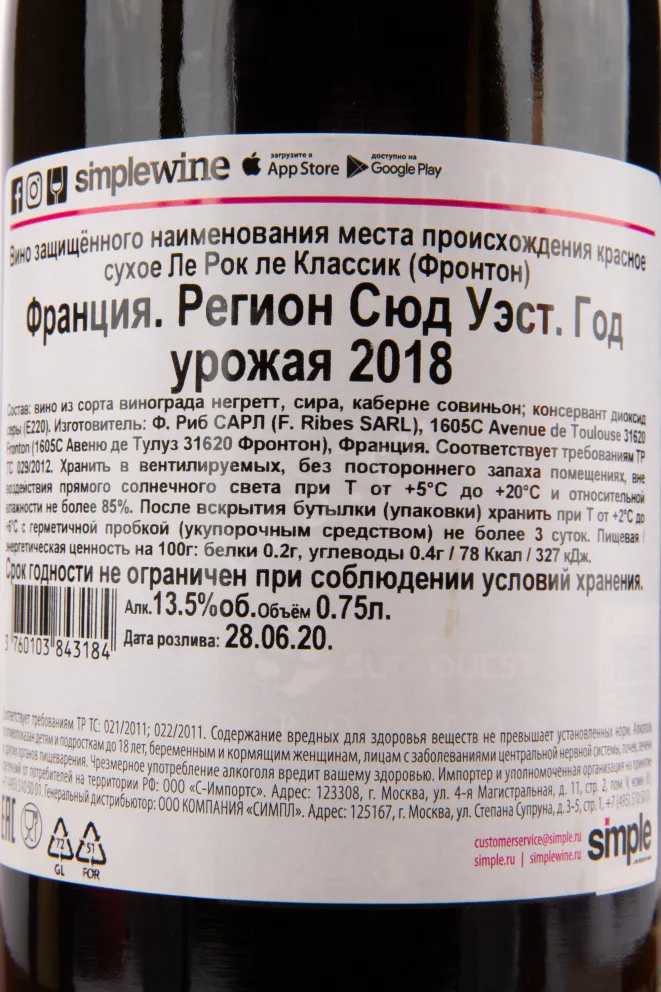 simplewine загрузите в App Store доступно на Google Play
Вино защищённого наименования места происхождения красное
сухое Ле Рок ле Классик (Фронтон)
Франция. Регион Сюд Уэст. Год
урожая 2018
Состав: вино из сорта винограда негретт, сира, каберне совиньон; консервант диоксид
серы (E220). Изготовитель: Ф. Риб САРЛ (F. Ribes SARL), 1605C Avenue de Toulouse 31620
Fronton (1605C Авеню де Тулуз 31620 Фронтон), Франция. Соответствует требованиям ТР
ТС 029/2012. Хранить в вентилируемых, без постороннего запаха помещениях, вне
воздействия прямого солнечного света при Т от +5°С до +20°С и относительной
влажности не более 85%. После вскрытия бутылки (упаковки) хранить при Т от +2°С до
+6°С с герметичной пробкой (укупорочным средством) не более 3 суток. Пищевая /
энергетическая ценность на 100г: белки 0.2г, углеводы 0.4г / 78 Ккал / 327 кДж.
Срок годности не ограничен при соблюдении условий хранения.
Алк.13.5%об.Объём 0.75л.
3 760103 843184
Дата розлива: 28.06.20.
SUD-OUEST
Соответствует требованиям ТР ТС: 021/2011; 022/2011. Содержание вредных для здоровья веществ не превышает установленных норм. Алкоголь
противопоказан детям и подросткам до 18 лет, беременным и кормящим женщинам, лицам с заболеваниями центральной нервной системы, почек, печени
и других органов пищеварения. Чрезмерное употребление алкоголя вредит вашему здоровью. Импортер и уполномоченная организация на принятие
претензий от потребителей на территории РФ: ООО «С-Импортс». Адрес: 123308, г. Москва, ул. 4-я Магистральная, д. 11, стр. 2,
Генеральный дистрибьютор: ООО КОМПАНИЯ «СИМПЛ». Адрес: 125167, г. Москва, ул. Степана Супруна, д. 3-5, стр. 1,
EAC
72
GL
51
FOR
customerservice@simple.ru
simple.ru | simplewine.ru
simple